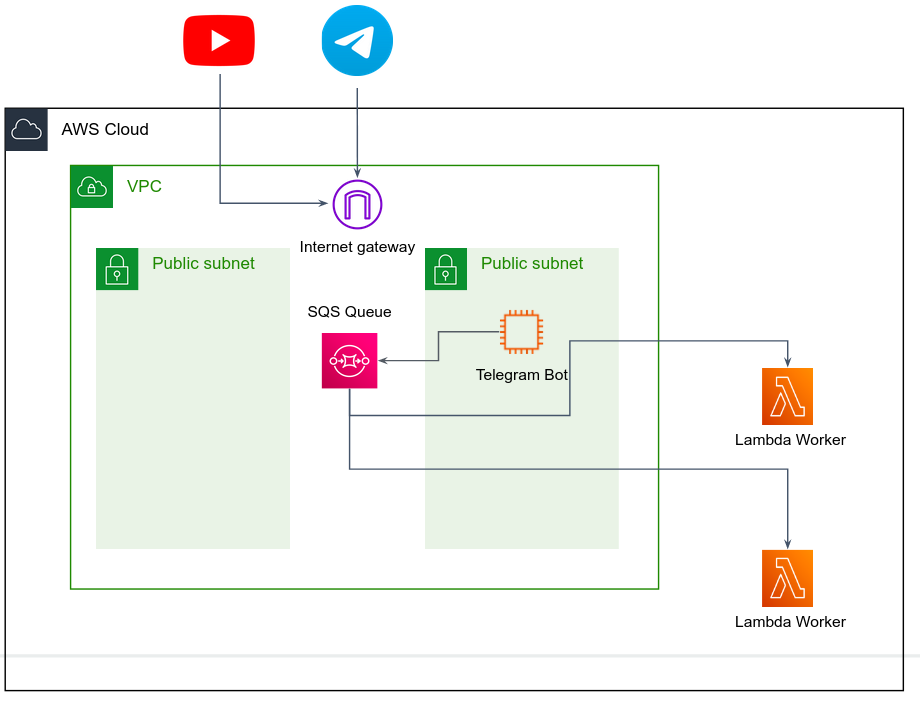 AWS Cloud
VPC
Internet gateway
Public subnet
Public subnet
SQS Queue
Telegram Bot
Lambda Worker
Lambda Worker